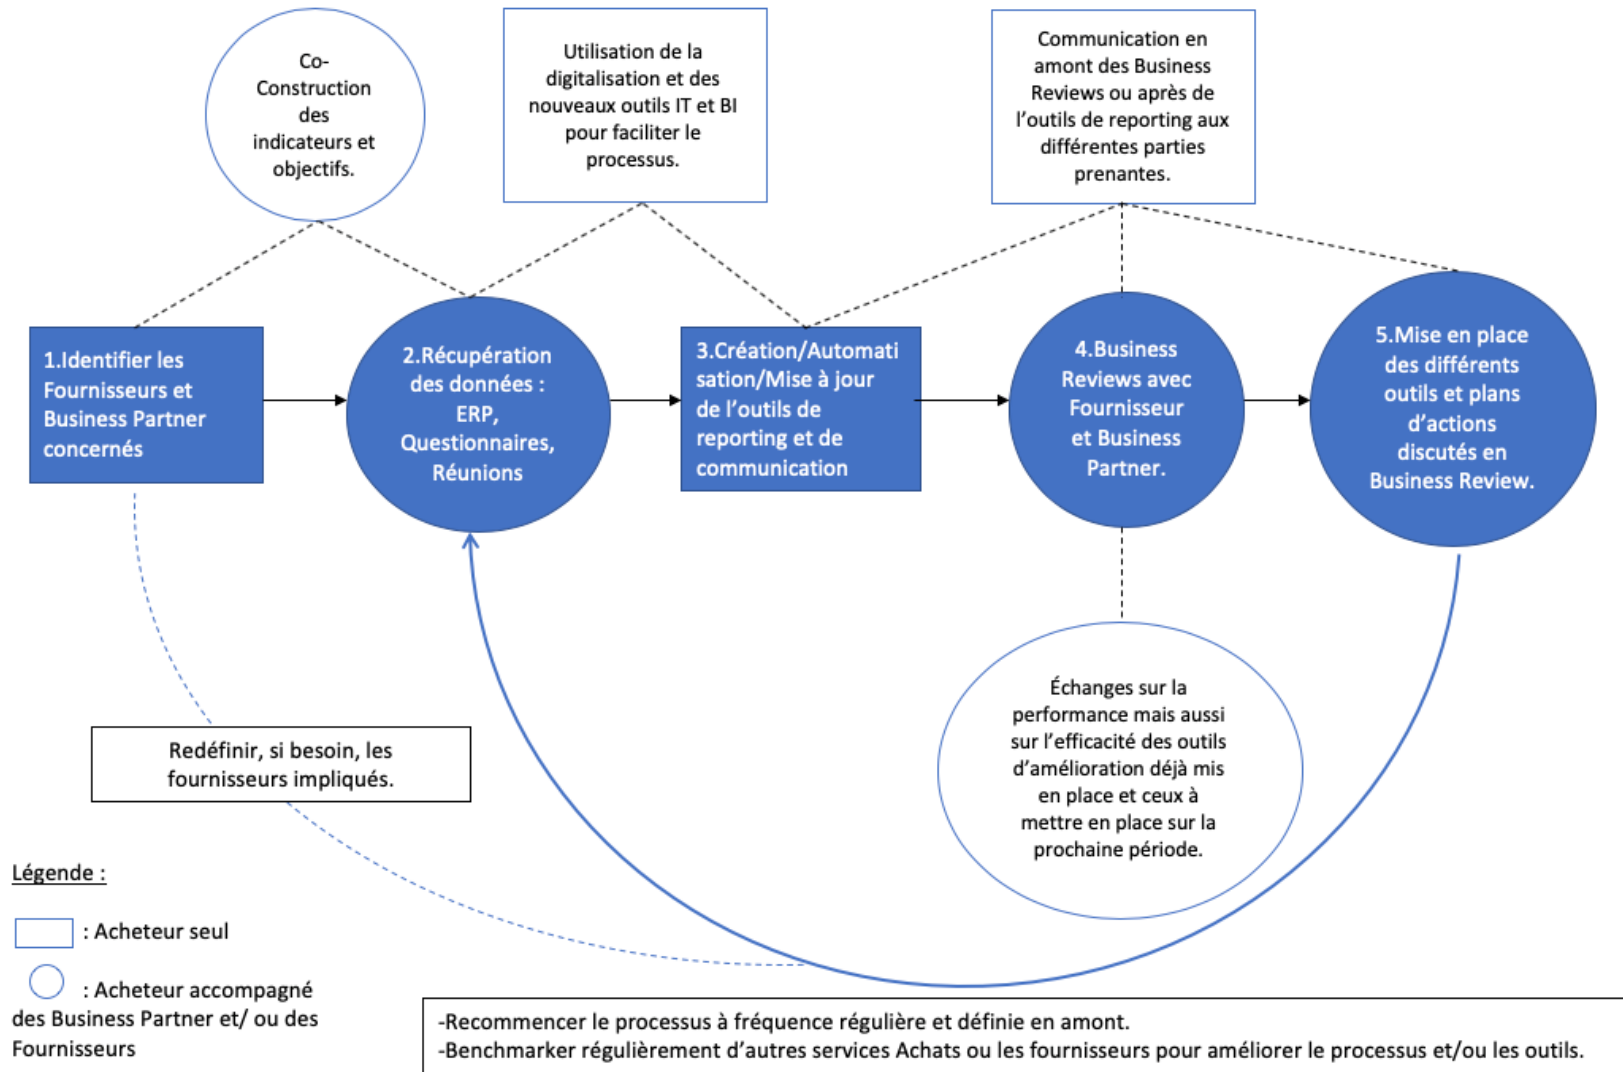 Co-
Construction
des
indicateurs et
objectifs.
Utilisation de la
digitalisation et des
nouveaux outils IT et BI
pour faciliter le
processus.
Communication en
amont des Business
Reviews ou après de
l'outils de reporting aux
différentes parties
prenantes.
1.Identifier les
Fournisseurs et
Business Partner
concernés
2.Récupération
des données :
ERP,
Questionnaires,
Réunions
3.Création/Automati
sation/Mise à jour
de l'outils de
reporting et de
communication
4.Business
Reviews avec
Fournisseur
et Business
Partner.
5.Mise en place
des différents
outils et plans
d'actions
discutés en
Business Review.
Redéfinir, si besoin, les
fournisseurs impliqués.
Échanges sur la
performance mais aussi
sur l'efficacité des outils
d'amélioration déjà mis
en place et ceux à
mettre en place sur la
prochaine période.
Légende :
: Acheteur seul
: Acheteur accompagné
des Business Partner et/ ou des
Fournisseurs
-Recommencer le processus à fréquence régulière et définie en amont.
-Benchmarker régulièrement d'autres services Achats ou les fournisseurs pour améliorer le processus et/ou les outils.